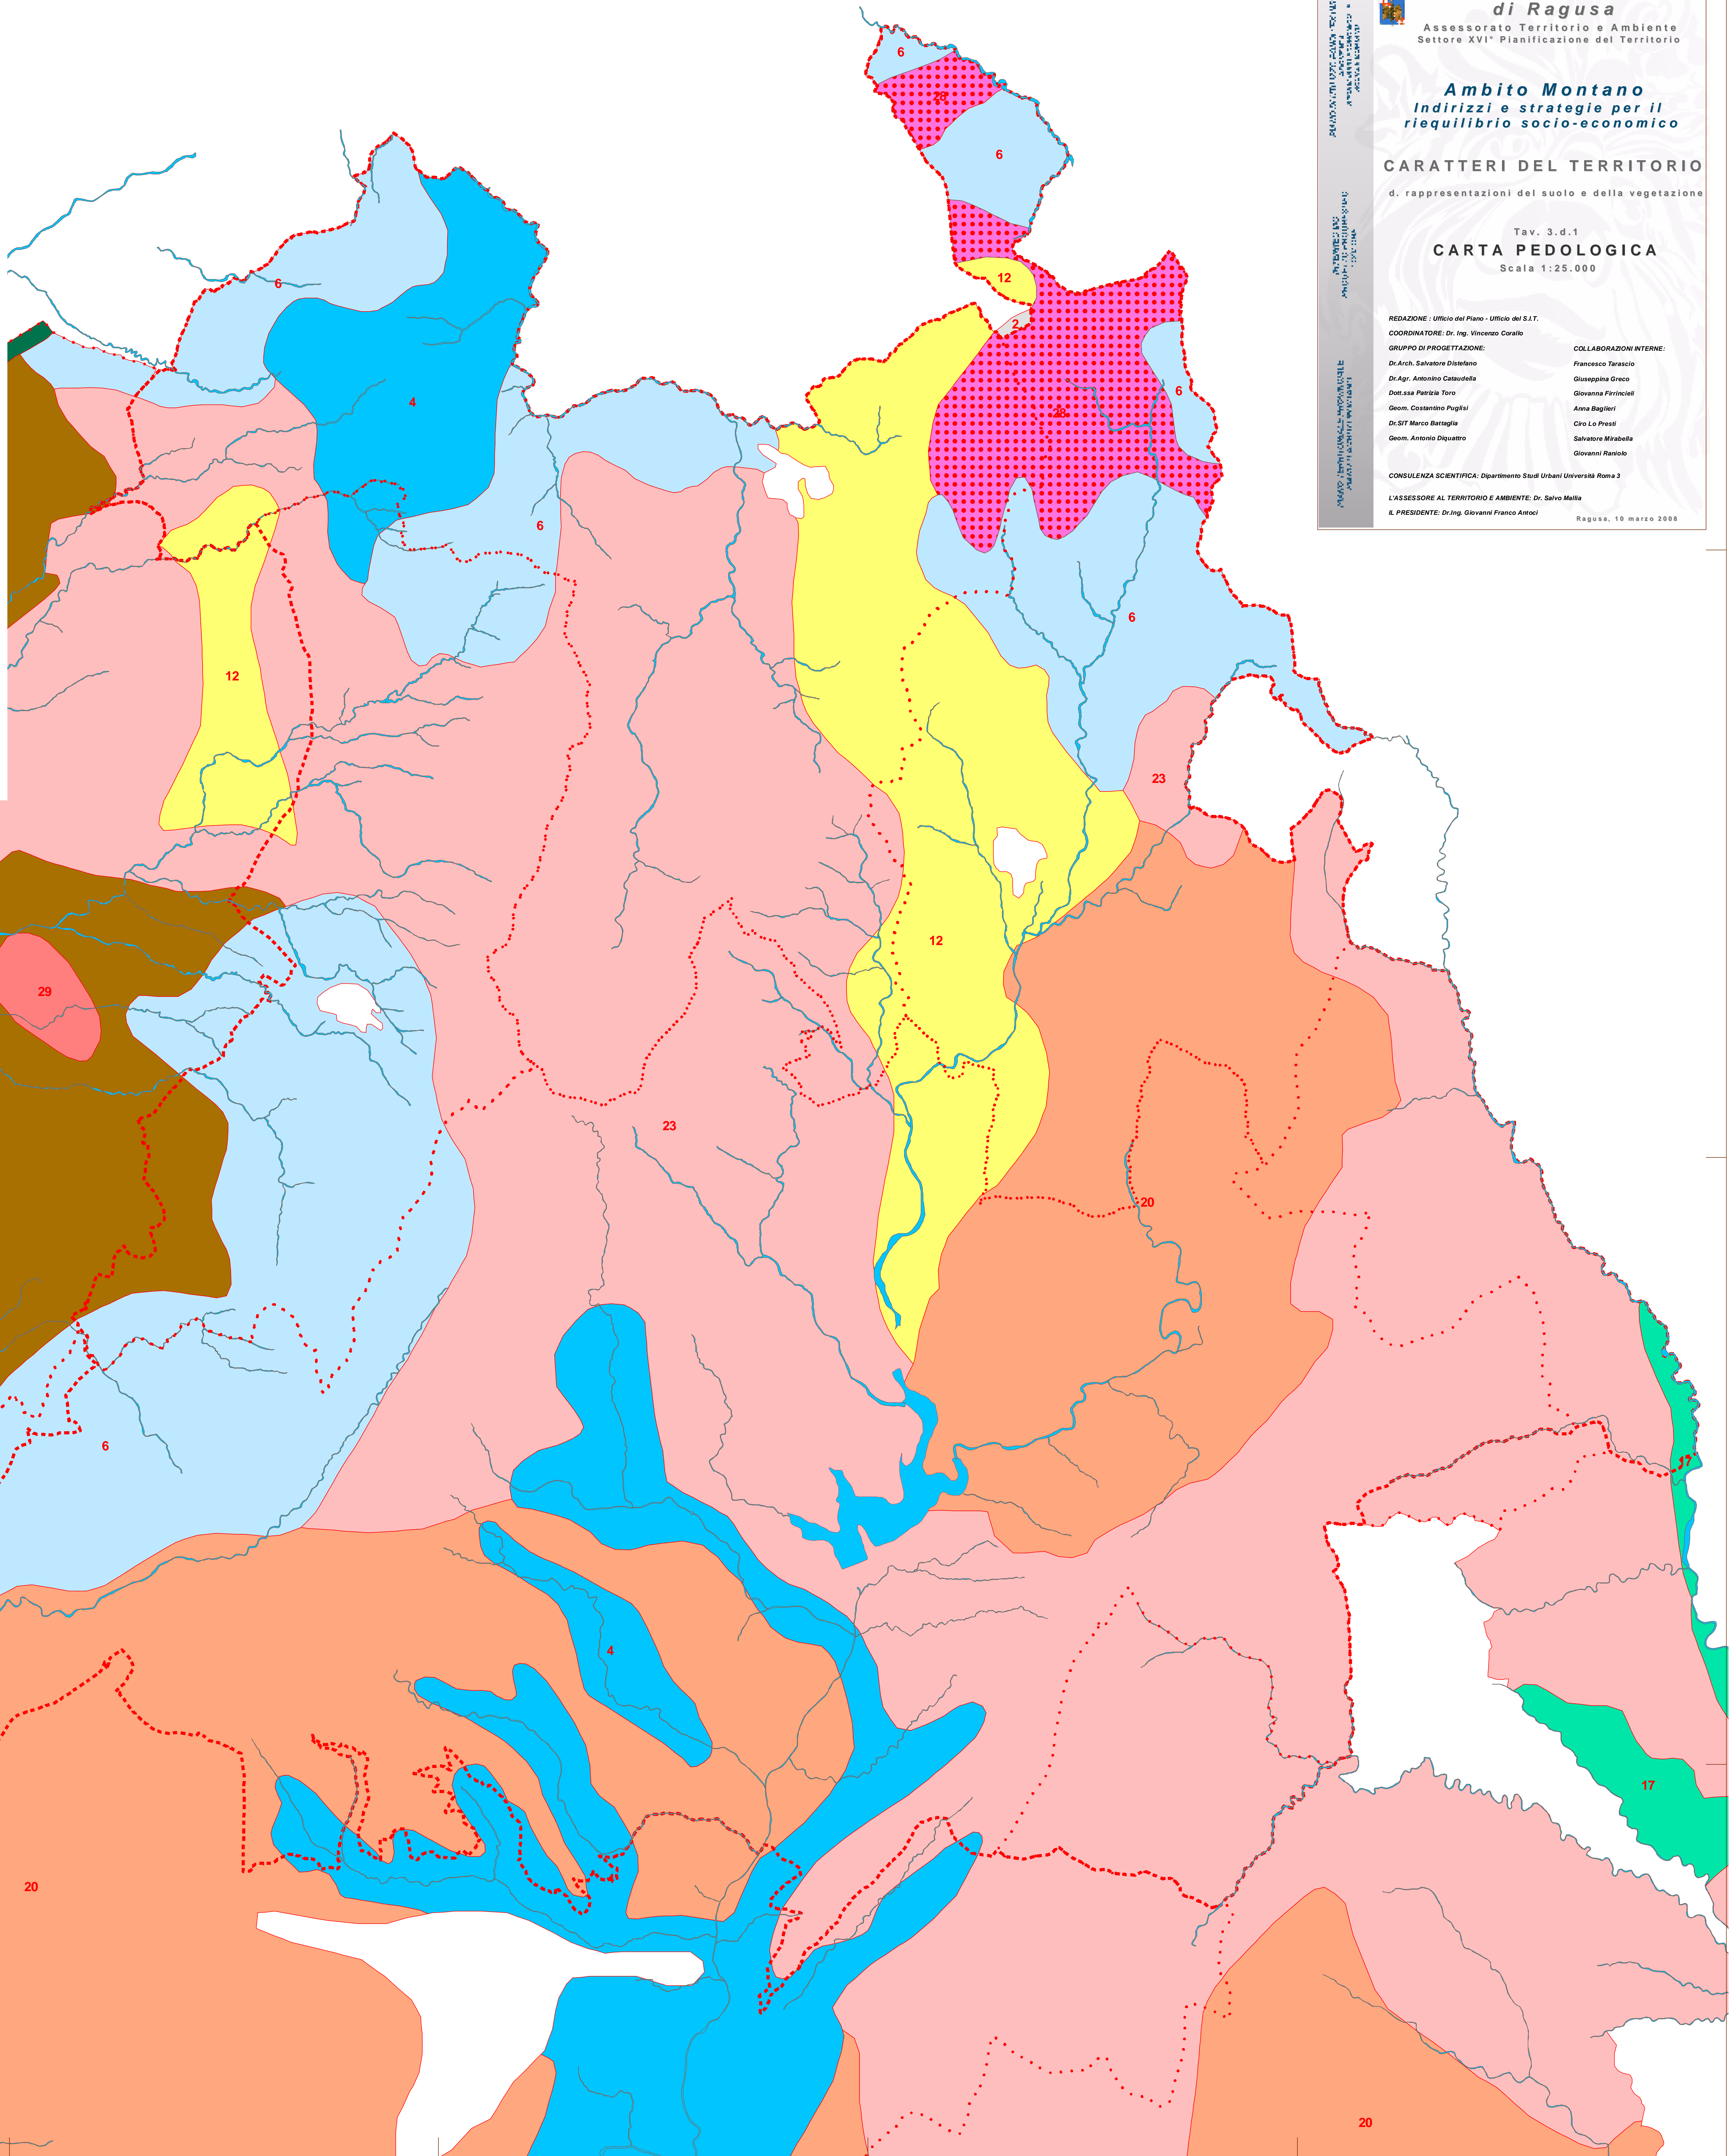 di Ragusa
Assessorato Territorio e Ambiente
Settore XVI° Pianificazione del Territorio
Ambito Montano
Indirizzi e strategie per il
riequilibrio socio-economico
CARATTERI DEL TERRITORIO
d. rappresentazioni del suolo e della vegetazione
Tav. 3.d.1
CARTA PEDOLOGICA
Scala 1:25.000
REDAZIONE : Ufficio del Piano - Ufficio del S.I.T.
COORDINATORE: Dr. Ing. Vincenzo Corallo
GRUPPO DI PROGETTAZIONE:
Dr.Arch. Salvatore Distefano
Dr.Agr. Antonino Cataudella
Dott.ssa Patrizia Toro
Geom. Costantino Puglisi
Dr.SIT Marco Battaglia
Geom. Antonio Diquattro
COLLABORAZIONI INTERNE:
Francesco Tarascio
Giuseppina Greco
Giovanna Firrincieli
Anna Baglieri
Ciro Lo Presti
Salvatore Mirabella
Giovanni Raniolo
CONSULENZA SCIENTIFICA: Dipartimento Studi Urbani Università Roma 3
L'ASSESSORE AL TERRITORIO E AMBIENTE: Dr. Salvo Mallia
IL PRESIDENTE: Dr.Ing. Giovanni Franco Antoci
Ragusa, 10 marzo 2008
6
28
6
12
6
2
6
4
28
6
6
12
23
12
29
23
20
6
17
4
17
20
20